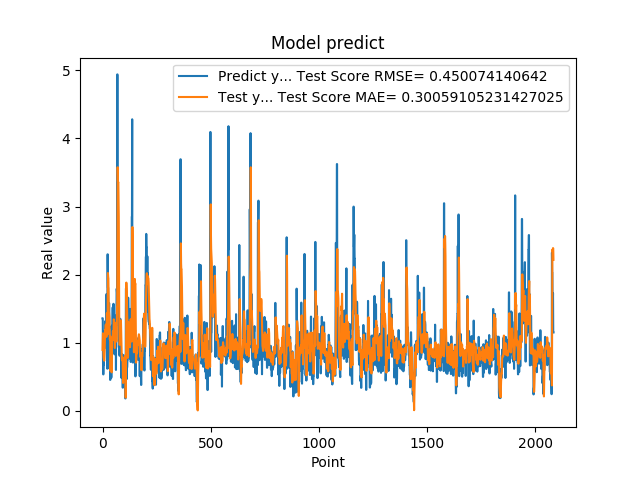 Model predict
Predict y... Test Score RMSE= 0.450074140642
Test y... Test Score MAE= 0.30059105231427025
5
4
3
2
1
0
Real value
0 500 1000 1500 2000
Point